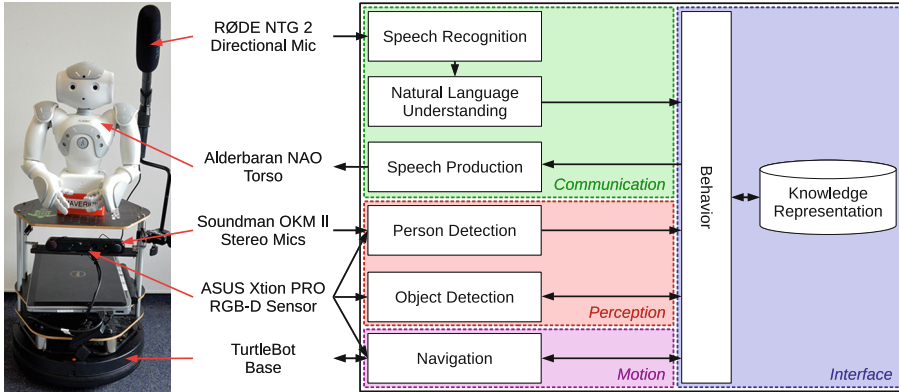 RØDE NTG 2
Directional Mic
Alderbaran NAO
Torso
Soundman OKM II
Stereo Mics
ASUS Xtion PRO
RGB-D Sensor
TurtleBot
Base
Speech Recognition
Natural Language
Understanding
Speech Production
Communication
Person Detection
Object Detection
Perception
Navigation
Motion
Behavior
Knowledge
Representation
Interface